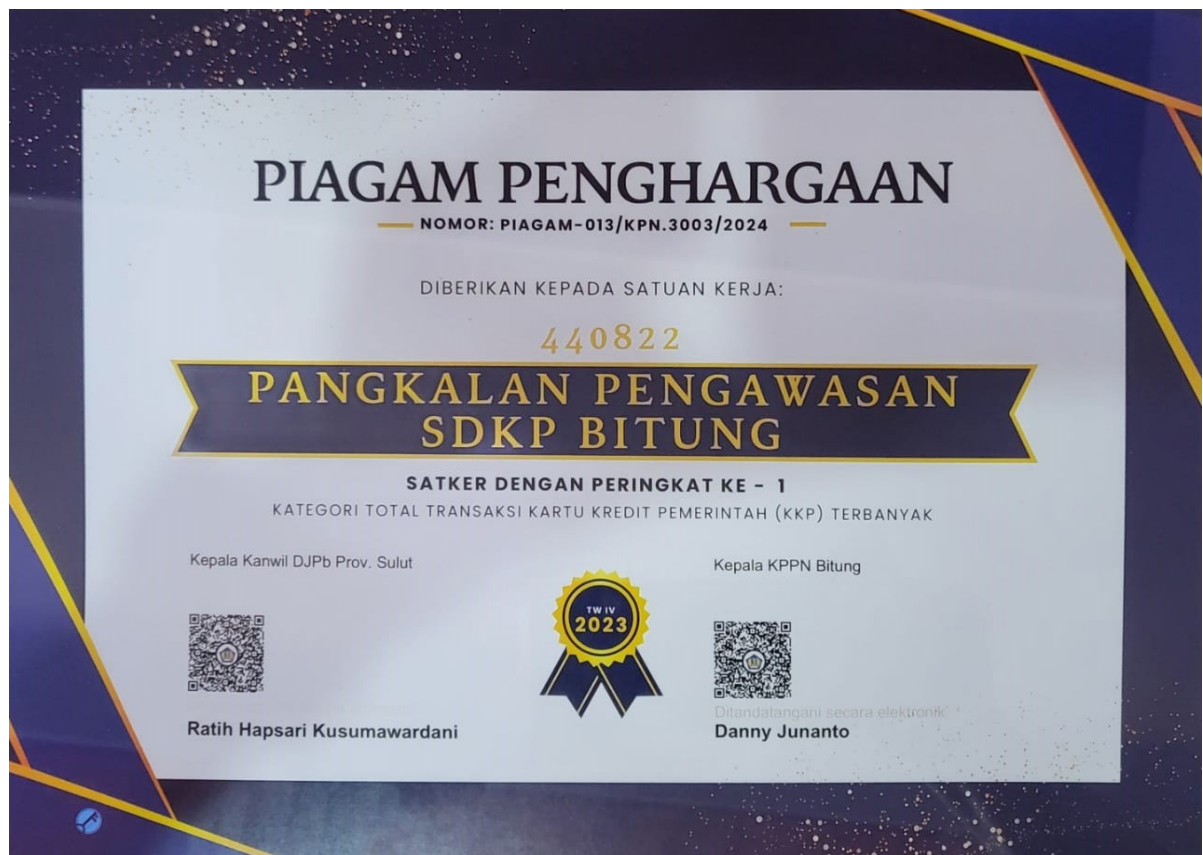 PIAGAM PENGHARGAAN
NOMOR: PIAGAM-013/KPN.3003/2024
DIBERIKAN KEPADA SATUAN KERJA:
440822
PANGKALAN PENGAWASAN
SDKP BITUNG
SATKER DENGAN PERINGKAT KE - 1
KATEGORI TOTAL TRANSAKSI KARTU KREDIT PEMERINTAH (KKP) TERBANYAK
Kepala Kanwil DJPb Prov. Sulut
Kepala KPPN Bitung
TW IV
2023
Ditandatangani secara elektronik
Ratih Hapsari Kusumawardani
Danny Junanto